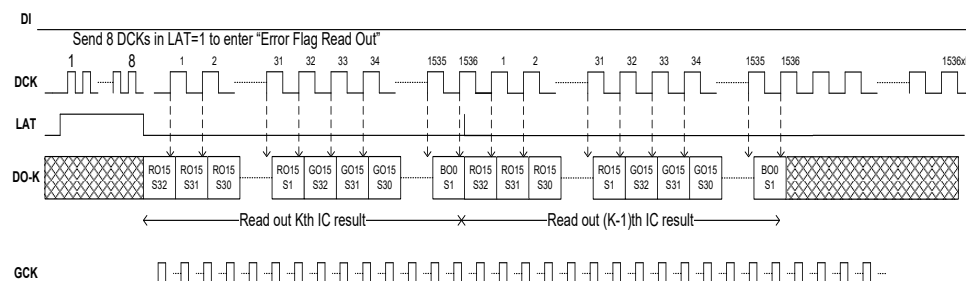 DI
Send 8 DCKs in LAT=1 to enter “Error Flag Read Out”
1 8 1 2 31 32 33 34 1535 1536 1 2 31 32 33 34 1535 1536
DCK
LAT
RO15 RO15 RO15 RO15 GO15 GO15 GO15 BO0 RO15 RO15 RO15 RO15 GO15 GO15 GO15 BO0
DO-K
S32 S31 S30 S1 S32 S31 S30 S1 S32 S31 S30 S1 S32 S31 S30 S1
Read out Kth IC result Read out (K-1)th IC result
GCK